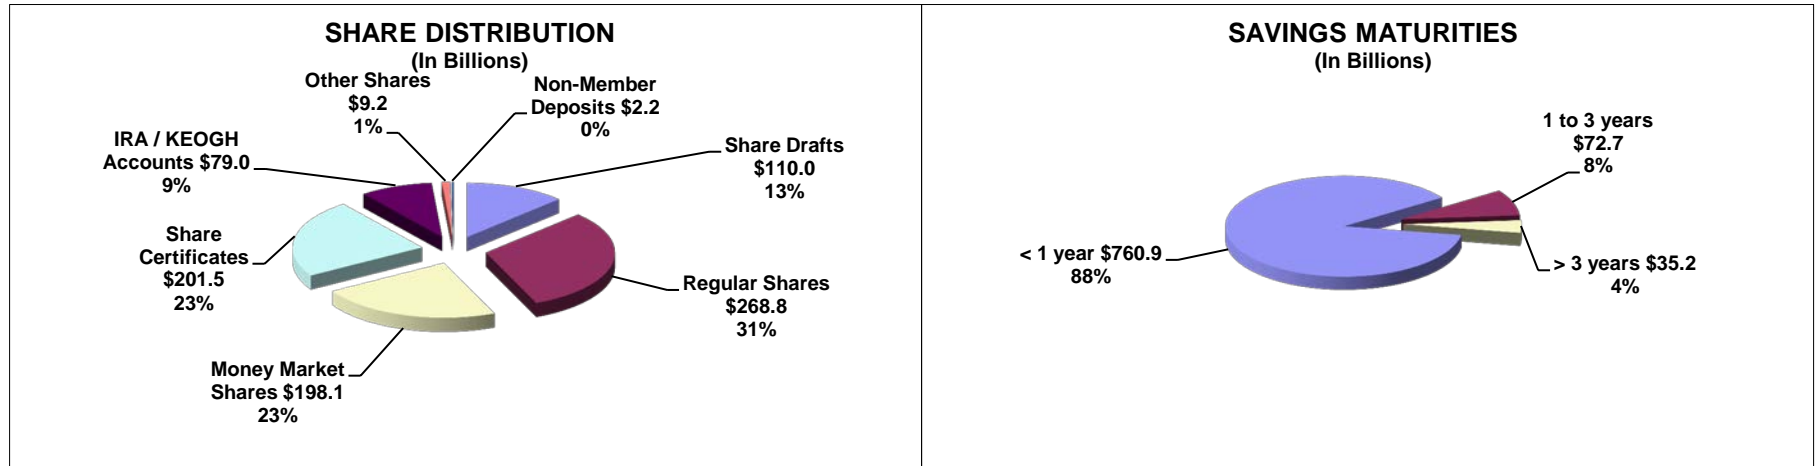 SHARE DISTRIBUTION
(In Billions)
Other Shares
$9.2
1%
Non-Member
Deposits $2.2
0%
IRA / KEOGH
Accounts $79.0
9%
Share Drafts
$110.0
13%
Share
Certificates
$201.5
23%
Regular Shares
$268.8
31%
Money Market
Shares $198.1
23%
SAVINGS MATURITIES
(In Billions)
1 to 3 years
$72.7
8%
< 1 year $760.9
88%
> 3 years $35.2
4%